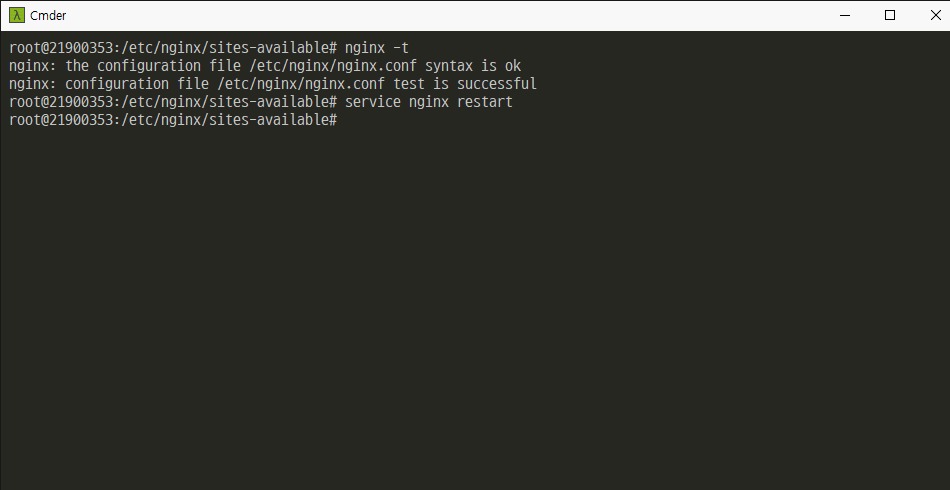 λ Cmder
root@21900353:/etc/nginx/sites-available# nginx -t
nginx: the configuration file /etc/nginx/nginx.conf syntax is ok
nginx: configuration file /etc/nginx/nginx.conf test is successful
root@21900353:/etc/nginx/sites-available# service nginx restart
root@21900353:/etc/nginx/sites-available#